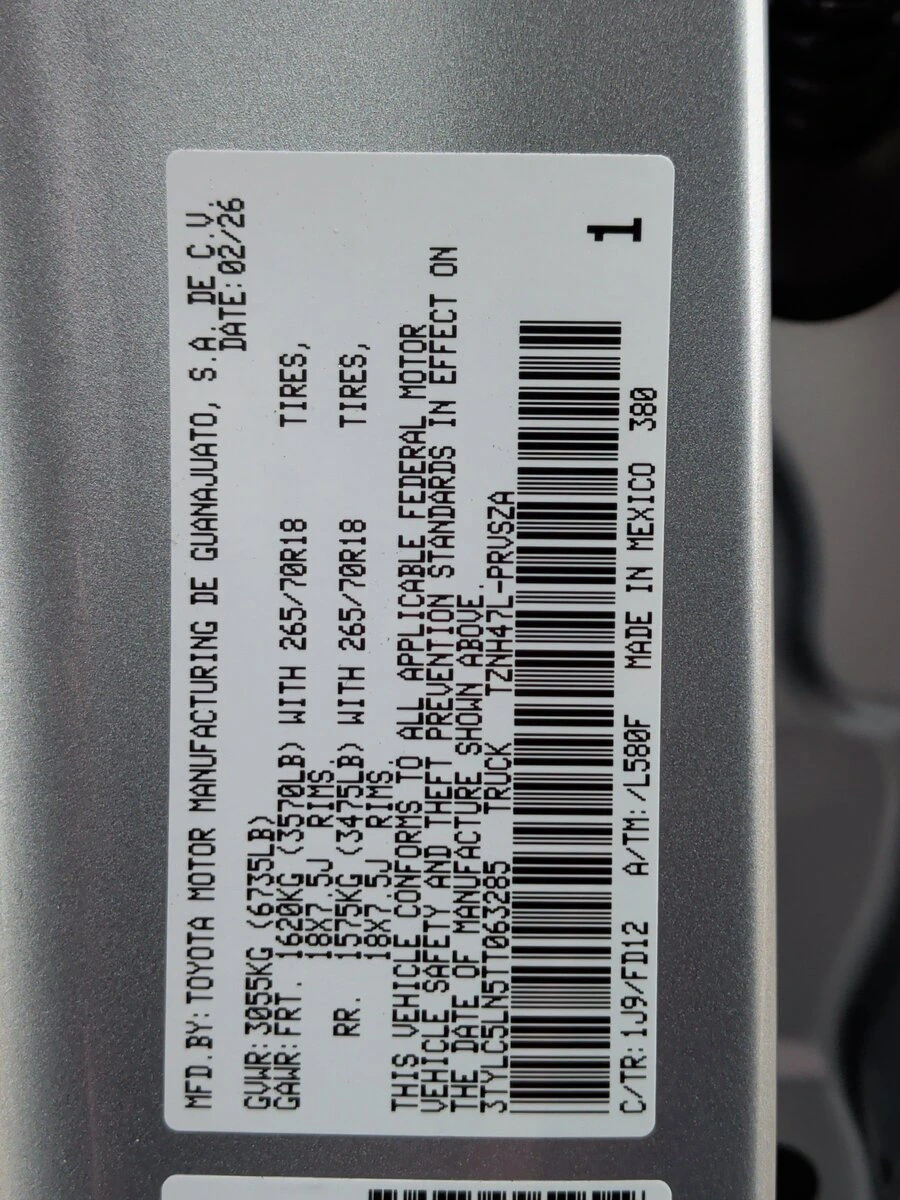 MFD.BY: TOYOTA MOTOR MANUFACTURING DE GUANAJUATO, S.A. DE C.V.
DATE: 02/26
GVWR: 3055KG (6735LB)
GAWR: FRT. 1620KG (3570LB) WITH 265/70R18 TIRES,
18X7.5J RIMS.
RR. 1575KG (3475LB) WITH 265/70R18 TIRES,
18X7.5J RIMS.
THIS VEHICLE CONFORMS TO ALL APPLICABLE FEDERAL MOTOR
VEHICLE SAFETY AND THEFT PREVENTION STANDARDS IN EFFECT ON
THE DATE OF MANUFACTURE SHOWN ABOVE.
3TYLC5LN5TT063285 TRUCK TZNH47L-PRVSZA
1
C/TR: 1J9/FD12 A/TM: /L580F MADE IN MEXICO 380